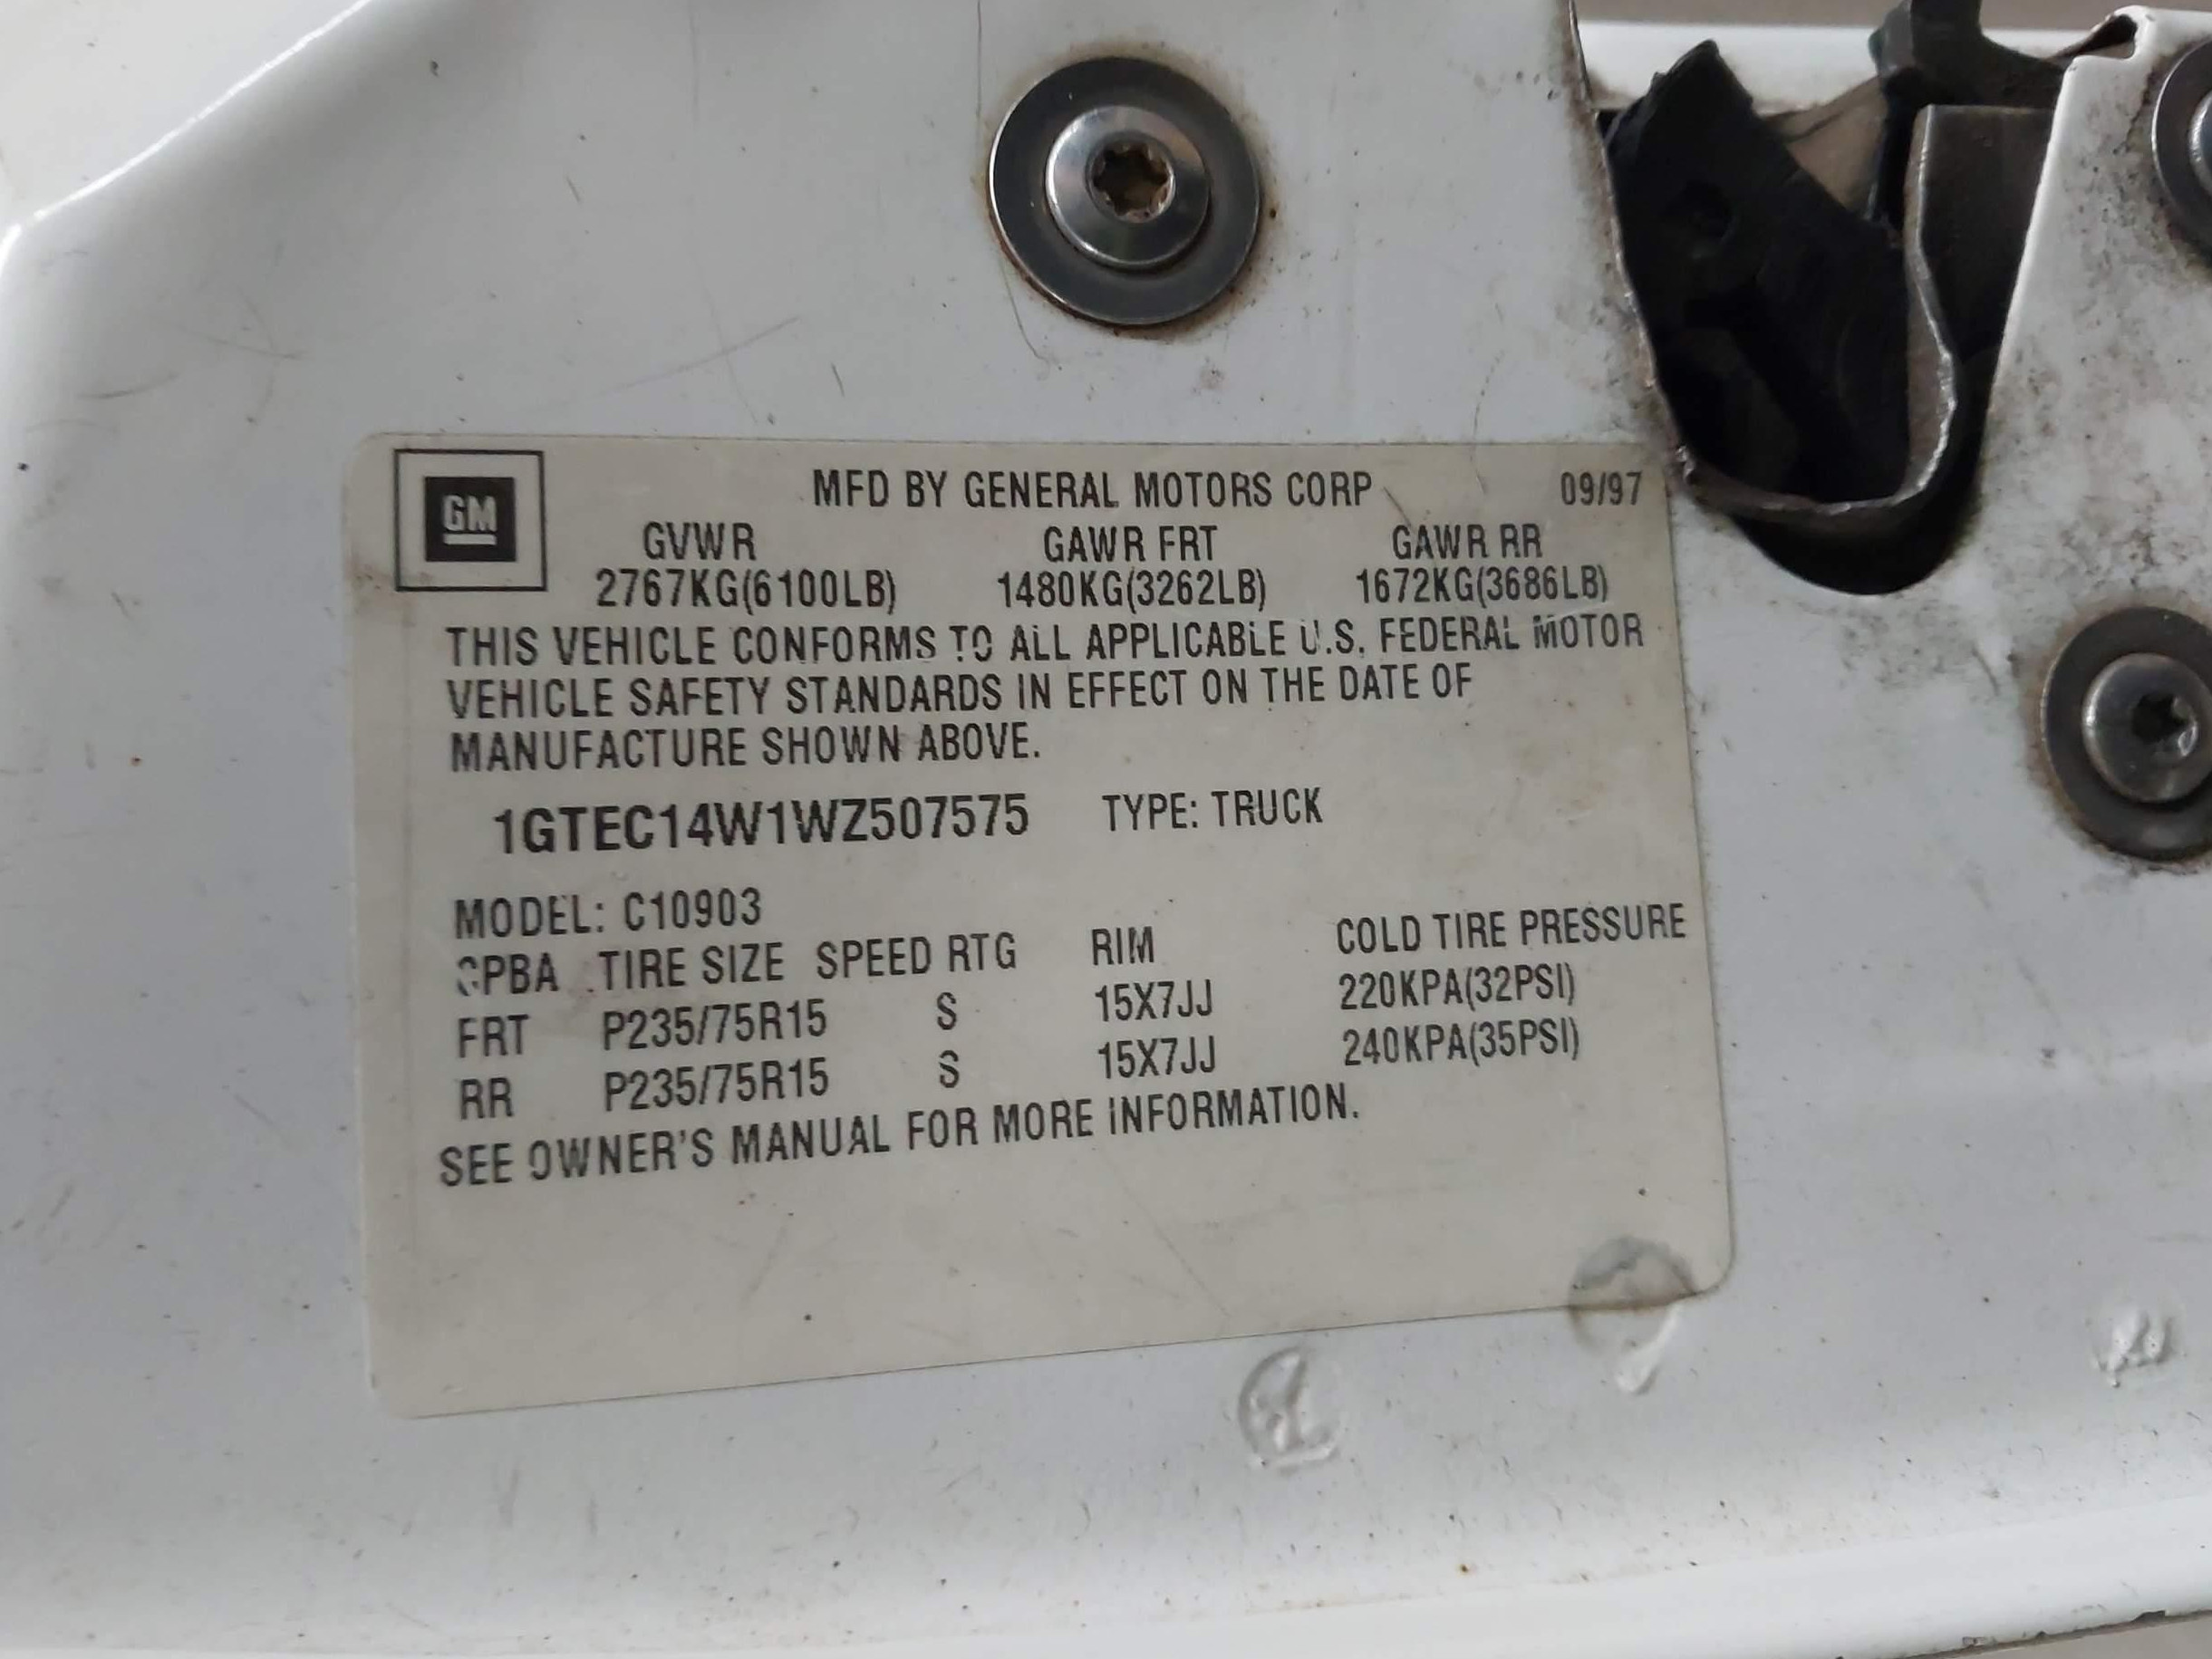 GM
MFD BY GENERAL MOTORS CORP 09/97
GVWR GAWR FRT GAWR RR
2767KG(6100LB) 1480KG(3262LB) 1672KG(3686LB)
THIS VEHICLE CONFORMS TO ALL APPLICABLE U.S. FEDERAL MOTOR
VEHICLE SAFETY STANDARDS IN EFFECT ON THE DATE OF
MANUFACTURE SHOWN ABOVE.
1GTEC14W1WZ507575 TYPE: TRUCK
MODEL: C10903
TIRE SIZE SPEED RTG RIM COLD TIRE PRESSURE
FRT P235/75R15 S 15X7JJ 220KPA(32PSI)
RR P235/75R15 S 15X7JJ 240KPA(35PSI)
SEE OWNER'S MANUAL FOR MORE INFORMATION.